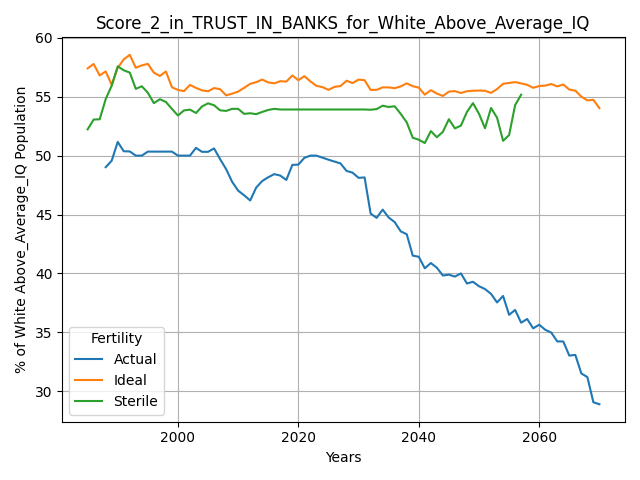 Score_2_in_TRUST_IN_BANKS_for_White_Above_Average_IQ
% of White Above_Average_IQ Population
60
55
50
45
40
35
30
Fertility
Actual
Ideal
Sterile
2000
2020
2040
2060
Years